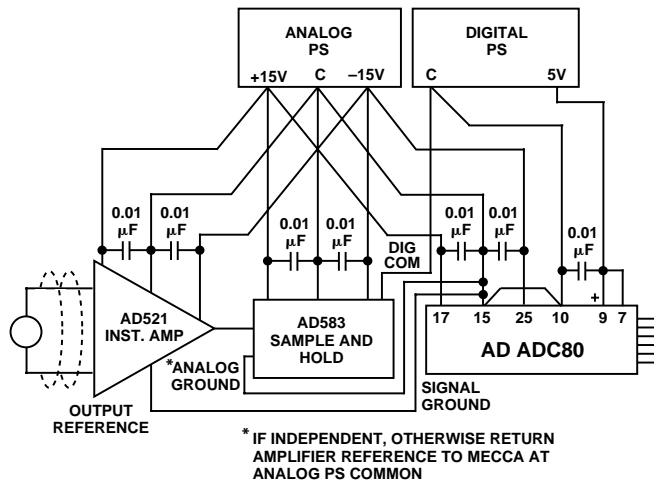 ANALOG
PS
+15V C –15V
DIGITAL
PS
C 5V
0.01
µF
0.01
µF
0.01
µF
0.01
µF
DIG
COM
0.01
µF
0.01
µF
0.01
µF
AD521
INST. AMP
AD583
SAMPLE AND
HOLD
*ANALOG
GROUND
+
17 15 25 10 9 7
AD ADC80
OUTPUT
REFERENCE
SIGNAL
GROUND
* IF INDEPENDENT, OTHERWISE RETURN
AMPLIFIER REFERENCE TO MECCA AT
ANALOG PS COMMON